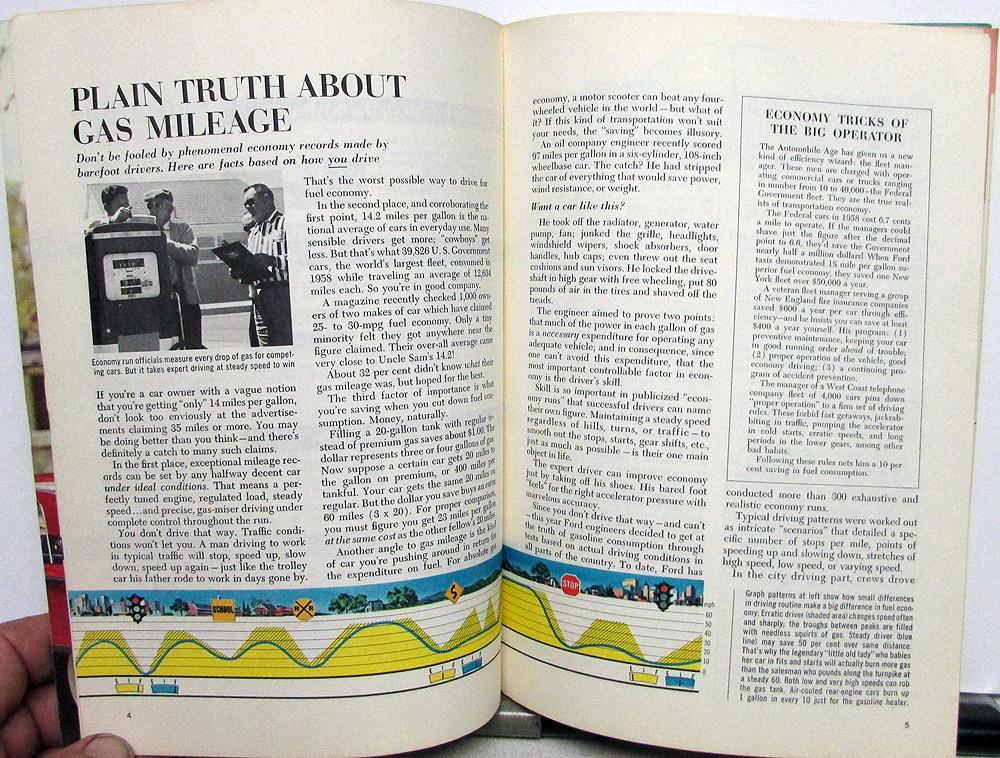 PLAIN TRUTH ABOUT
GAS MILEAGE
Don't be fooled by phenomenal economy records made by
barefoot drivers. Here are facts based on how you drive
Economy run officials measure every drop of gas for compet-
ing cars. But it takes expert driving at steady speed to win
If you're a car owner with a vague notion
that you're getting "only" 14 miles per gallon,
don't look too enviously at the advertise-
ments claiming 35 miles or more. You may
be doing better than you think—and there's
definitely a catch to many such claims.
In the first place, exceptional mileage rec-
ords can be set by any halfway decent car
under ideal conditions. That means a per-
fectly tuned engine, regulated load, steady
speed...and precise, gas-miser driving under
complete control throughout the run.
You don't drive that way. Traffic condi-
tions won't let you. A man driving to work
in typical traffic will stop, speed up, slow
down, speed up again—just like the trolley
car his father rode to work in days gone by.
That's the worst possible way to drive for
fuel economy.
In the second place, and corroborating the
first point, 14.2 miles per gallon is the na-
tional average of cars in everyday use. Many
sensible drivers get more; "cowboys" get
less. But that's what 39,826 U.S. Government
cars, the world's largest fleet, consumed in
1958 while traveling an average of 12,634
miles each. So you're in good company.
A magazine recently checked 1,000 own-
ers of two makes of car which have claimed
25- to 30-mpg fuel economy. Only a tiny
minority felt they got anywhere near the
figure claimed. Their over-all average came
very close to Uncle Sam's 14.2!
About 32 per cent didn't know what their
gas mileage was, but hoped for the best.
The third factor of importance is what
you're saving when you cut down fuel con-
sumption. Money, naturally.
Filling a 20-gallon tank with regular in-
stead of premium gas saves about $1.00. The
dollar represents three or four gallons of gas.
Now suppose a certain car gets 20 miles to
the gallon on premium, or 400 miles per
tankful. Your car gets the same 20 miles on
regular. But the dollar you save buys an extra
60 miles (3 x 20). For proper comparison,
you must figure you get 23 miles per gallon
at the same cost as the other fellow's 20 miles.
Another angle to gas mileage is the kind
of car you're pushing around in return for
the expenditure on fuel. For absolute gas
SCHOOL
R R
S
4
economy, a motor scooter can beat any four-
wheeled vehicle in the world—but what of
it? If this kind of transportation won't suit
your needs, the "saving" becomes illusory.
An oil company engineer recently scored
97 miles per gallon in a six-cylinder, 108-inch
wheelbase car. The catch? He had stripped
the car of everything that would save power,
wind resistance, or weight.
Want a car like this?
He took off the radiator, generator, water
pump, fan; junked the grille, headlights,
windshield wipers, shock absorbers, door
handles, hub caps; even threw out the seat
cushions and sun visors. He locked the drive-
shaft in high gear with free wheeling, put 80
pounds of air in the tires and shaved off the
treads.
The engineer aimed to prove two points:
that much of the power in each gallon of gas
is a necessary expenditure for operating any
adequate vehicle; and in consequence, since
one can't avoid this expenditure, that the
most important controllable factor in econ-
omy is the driver's skill.
Skill is so important in publicized "econ-
omy runs" that successful drivers can name
their own figure. Maintaining a steady speed
regardless of hills, turns, or traffic—to
smooth out the stops, starts, gear shifts, etc.,
just as much as possible—is their one main
object in life.
The expert driver can improve economy
just by taking off his shoes. His bared foot
"feels" for the right accelerator pressure with
marvelous accuracy.
Since you don't drive that way—and can't
—this year Ford engineers decided to get at
the truth of gasoline consumption through
tests based on actual driving conditions in
all parts of the country. To date, Ford has
ECONOMY TRICKS OF
THE BIG OPERATOR
The Automobile Age has given us a new
kind of efficiency wizard: the fleet man-
ager. These men are charged with oper-
ating commercial cars or trucks ranging
in number from 10 to 40,000—the Federal
Government fleet. They are the true real-
ists of transportation economy.
The Federal cars in 1958 cost 6.7 cents
a mile to operate. If the managers could
shave just the figure after the decimal
point to 6.6, they'd save the Government
nearly half a million dollars! When Ford
taxis demonstrated 1½ mile per gallon su-
perior fuel economy, they saved one New
York fleet over $50,000 a year.
A veteran fleet manager serving a group
of New England fire insurance companies
saved $600 a year per car through effi-
ciency—and he insists you can save at least
$400 a year yourself. His program: (1)
preventive maintenance, keeping your car
in good running order ahead of trouble;
(2) proper operation of the vehicle, good
economy driving; (3) a continuing pro-
gram of accident prevention.
The manager of a West Coast telephone
company fleet of 4,000 cars pins down
"proper operation" to a firm set of driving
rules. These forbid fast getaways, jackrab-
biting in traffic, pumping the accelerator
in cold starts, erratic speeds, and long
periods in the lower gears, among other
bad habits.
Following these rules nets him a 10 per
cent saving in fuel consumption.
conducted more than 300 exhaustive and
realistic economy runs.
Typical driving patterns were worked out
as intricate "scenarios" that detailed a spe-
cific number of stops per mile, points of
speeding up and slowing down, stretches of
high speed, low speed, or varying speed.
In the city driving part, crews drove
STOP
mph
60
50
40
30
20
10
0
Graph patterns at left show how small differences
in driving routine make a big difference in fuel econ-
omy. Erratic driver (shaded area) changes speed often
and sharply; the troughs between peaks are filled
with needless squirts of gas. Steady driver (blue
line) may save 50 per cent over same distance.
That's why the legendary "little old lady" who babies
her car in fits and starts will actually burn more gas
than the salesman who pounds along the turnpike at
a steady 60. Both low and very high speeds can rob
the gas tank. Air-cooled rear-engine cars burn up
1 gallon in every 10 just for the gasoline heater.
5